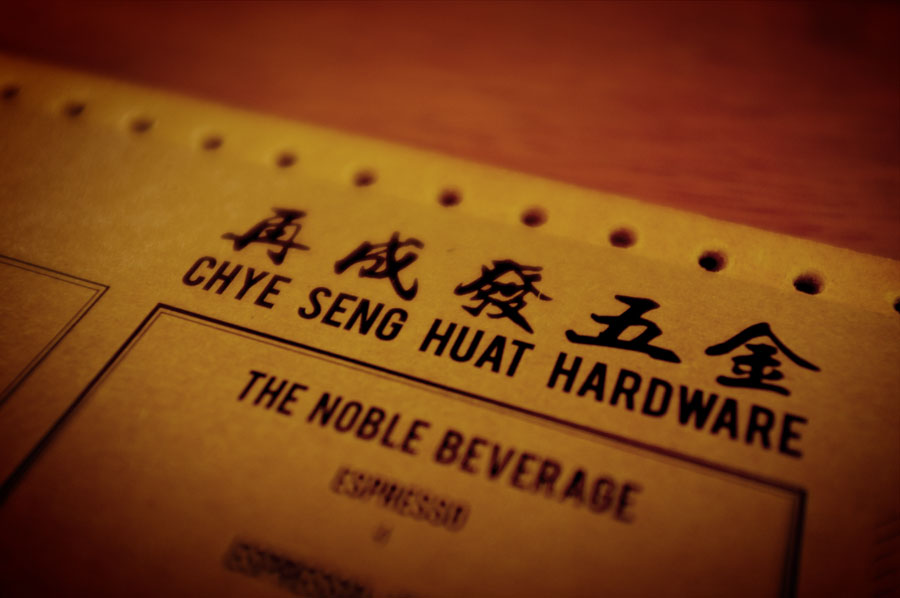 再成發五金
CHYE SENG HUAT HARDWARE
THE NOBLE BEVERAGE
ESPRESSO